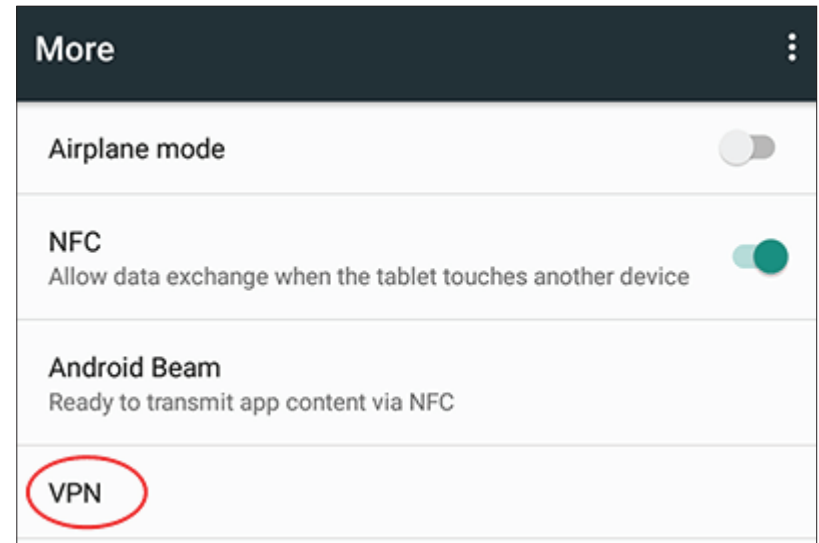 More
Airplane mode
NFC
Allow data exchange when the tablet touches another device
Android Beam
Ready to transmit app content via NFC
VPN